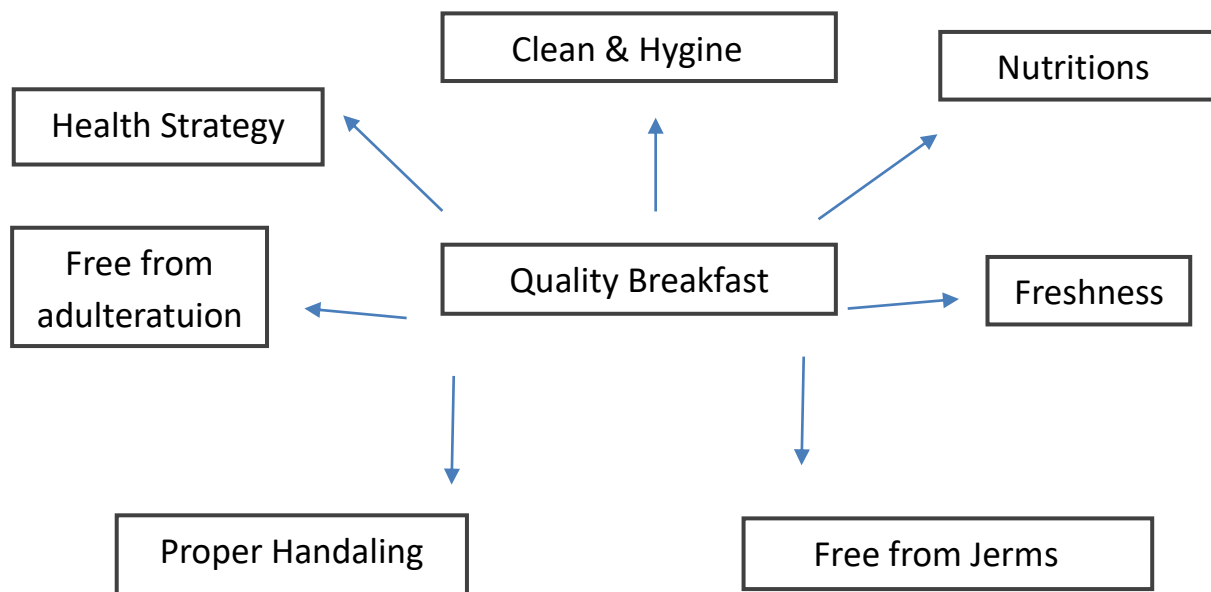 Clean & Hygine
Nutritions
Health Strategy
Free from
adulteratuion
Quality Breakfast
Freshness
Proper Handaling
Free from Jerms